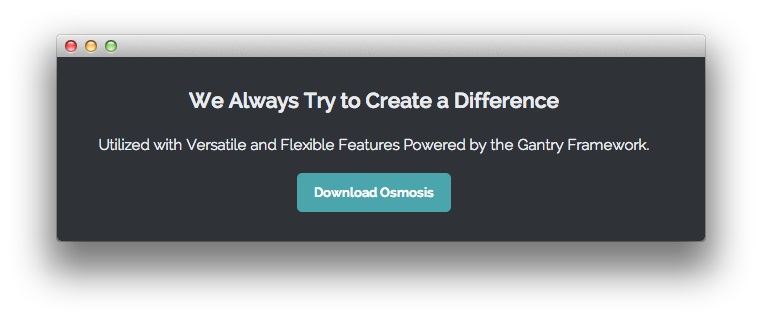 We Always Try to Create a Difference
Utilized with Versatile and Flexible Features Powered by the Gantry Framework.
Download Osmosis